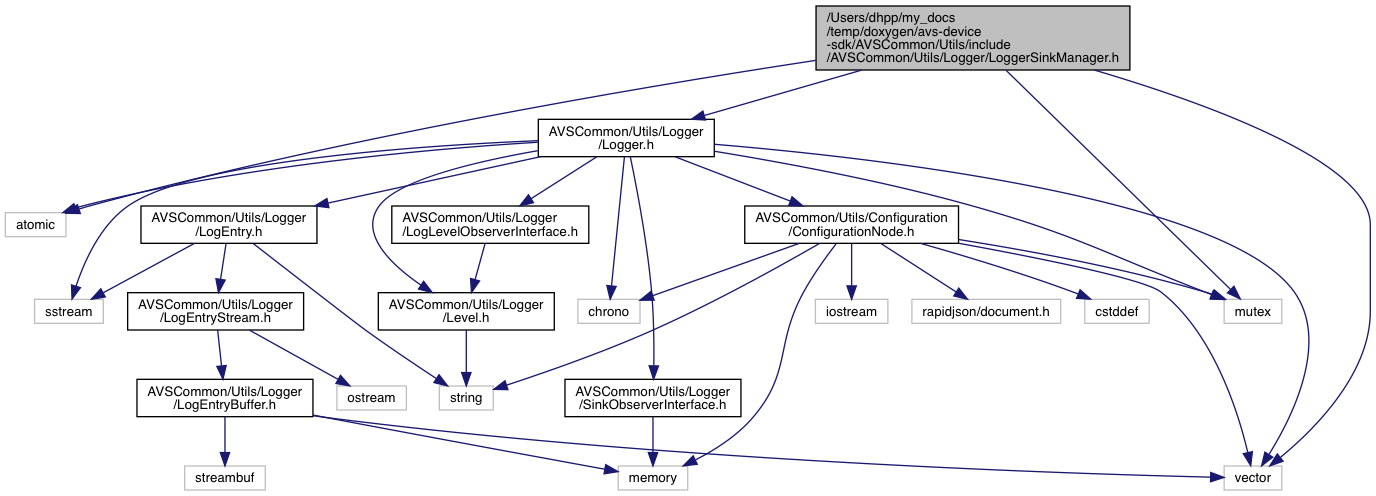 /Users/dhpp/my_docs
/temp/doxygen/avs-device
-sdk/AVSCommon/Utils/include
/AVSCommon/Utils/Logger/LoggerSinkManager.h
AVSCommon/Utils/Logger
/Logger.h
atomic
AVSCommon/Utils/Logger
/LogEntry.h
AVSCommon/Utils/Logger
/LogLevelObserverInterface.h
AVSCommon/Utils/Configuration
/ConfigurationNode.h
sstream
AVSCommon/Utils/Logger
/LogEntryStream.h
AVSCommon/Utils/Logger
/Level.h
chrono
iostream
rapidjson/document.h
cstddef
mutex
AVSCommon/Utils/Logger
/LogEntryBuffer.h
ostream
string
AVSCommon/Utils/Logger
/SinkObserverInterface.h
streambuf
memory
vector